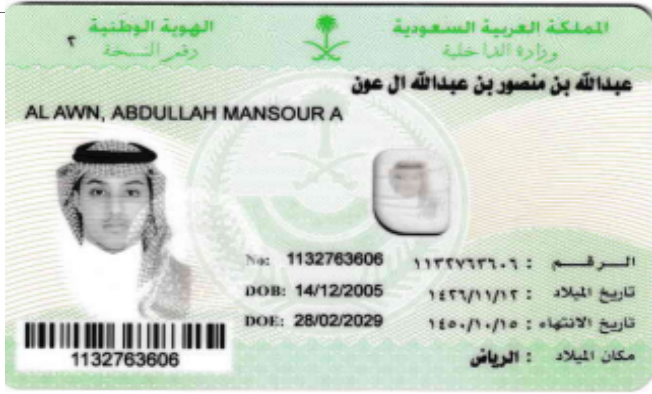 المملكة العربية السعودية
وزارة الداخلية
الهوية الوطنية
رقم النسخة ٢
عبدالله بن منصور بن عبدالله ال عون
AL AWN, ABDULLAH MANSOUR A
No: 1132763606
الرقم : ١١٣٢٧٦٣٦٠٦
DOB: 14/12/2005
تاريخ الميلاد : ١٤٢٦/١١/١٢
DOE: 28/02/2029
تاريخ الانتهاء : ١٤٥٠/١٠/١٥
مكان الميلاد : الرياض
1132763606